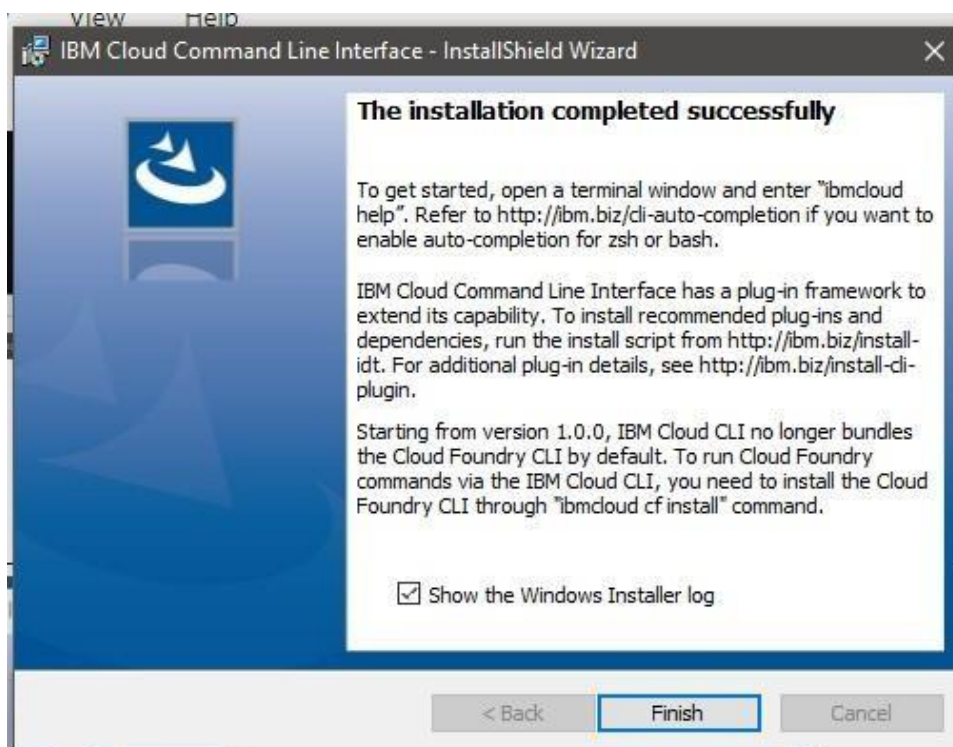 View Help
IBM Cloud Command Line Interface - InstallShield Wizard
The installation completed successfully
To get started, open a terminal window and enter "ibmcloud
help". Refer to http://ibm.biz/cli-auto-completion if you want to
enable auto-completion for zsh or bash.
IBM Cloud Command Line Interface has a plug-in framework to
extend its capability. To install recommended plug-ins and
dependencies, run the install script from http://ibm.biz/install-
idt. For additional plug-in details, see http://ibm.biz/install-cli-
plugin.
Starting from version 1.0.0, IBM Cloud CLI no longer bundles
the Cloud Foundry CLI by default. To run Cloud Foundry
commands via the IBM Cloud CLI, you need to install the Cloud
Foundry CLI through "ibmcloud cf install" command.
Show the Windows Installer log
< Back Finish Cancel